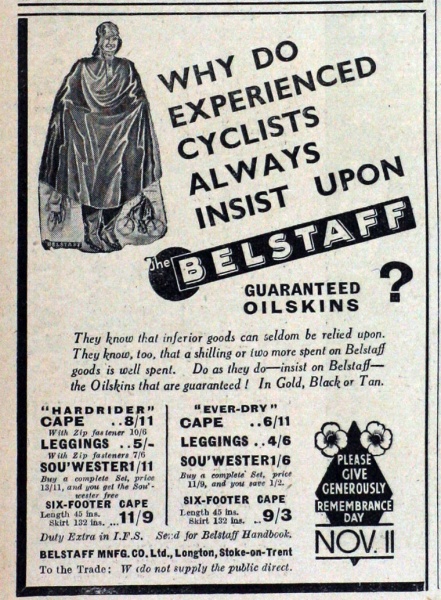 WHY DO
EXPERIENCED
CYCLISTS
ALWAYS
INSIST UPON
The BELSTAFF
GUARANTEED
OILSKINS ?
BELSTAFF
They know that inferior goods can seldom be relied upon.
They know, too, that a shilling or two more spent on Belstaff
goods is well spent. Do as they do—insist on Belstaff—
the Oilskins that are guaranteed! In Gold, Black or Tan.
"HARDRIDER"
CAPE ..8/11
With Zip fastener 10/6
LEGGINGS ..5/-
With Zip fasteners 7/6
SOU'WESTER1/11
Buy a complete Set, price
13/11, and you get the Sou'-
wester free
SIX-FOOTER CAPE
Length 45 ins.
Skirt 132 ins. ...11/9
"EVER-DRY"
CAPE ..6/11
LEGGINGS ..4/6
SOU'WESTER1/6
Buy a complete Set, price
11/9, and you save 1/2.
SIX-FOOTER CAPE
Length 45 ins.
Skirt 132 ins. ... 9/3
PLEASE
GIVE
GENEROUSLY
REMEMBRANCE
DAY
NOV. 11
Duty Extra in I.F.S. Send for Belstaff Handbook.
BELSTAFF MNFG. CO. Ltd., Longton, Stoke-on-Trent
To the Trade: We do not supply the public direct.